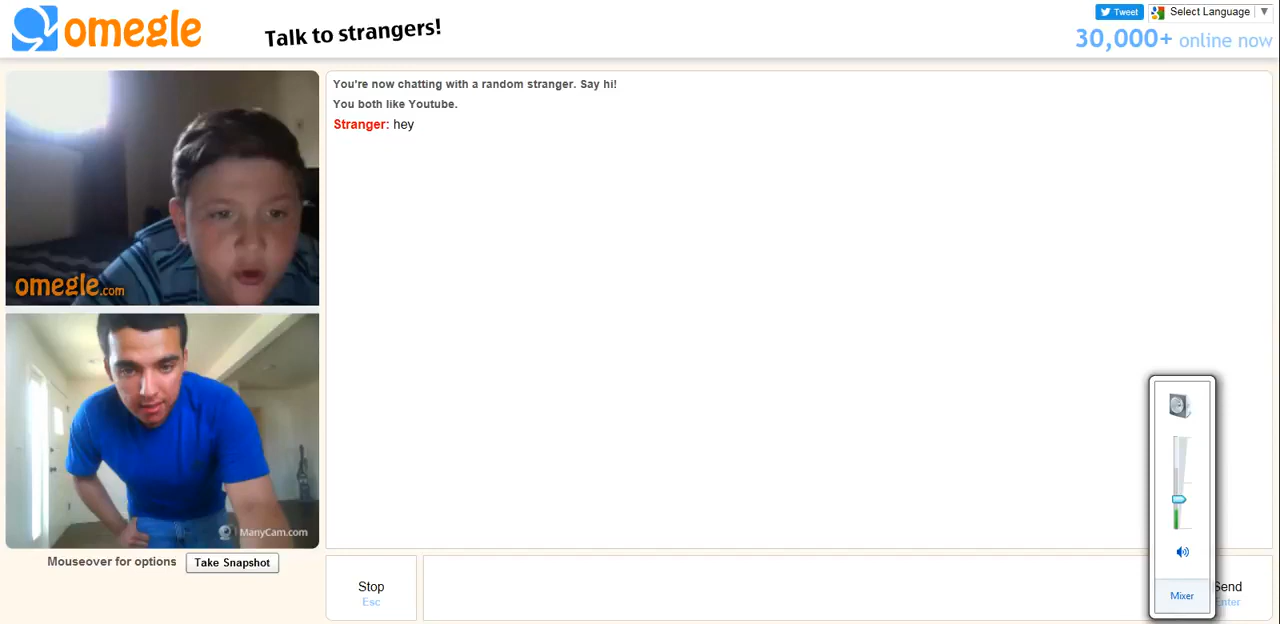 omegle
Talk to strangers!
Tweet
Select Language
30,000+ online now
You're now chatting with a random stranger. Say hi!
You both like Youtube.
Stranger: hey
omegle.com
ManyCam.com
Mouseover for options
Take Snapshot
Stop
Esc
Send
Enter
Mixer